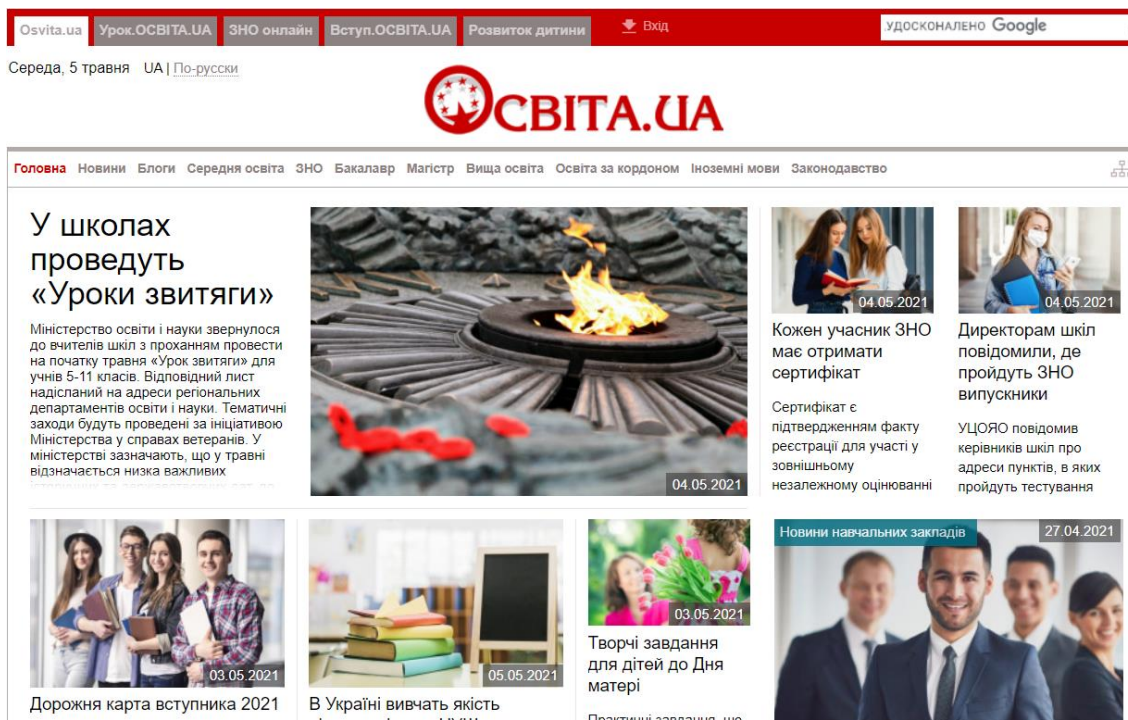 Osvita.ua Урок.ОСВІТА.UA ЗНО онлайн Вступ.ОСВІТА.UA Розвиток дитини Вхід УДОСКОНАЛЕНО Google
Середа, 5 травня UA | По-русски
ОСВІТА.UA
Головна Новини Блоги Середня освіта ЗНО Бакалавр Магістр Вища освіта Освіта за кордоном Іноземні мови Законодавство
У школах
проведуть
«Уроки звитяги»
Міністерство освіти і науки звернулося
до вчителів шкіл з проханням провести
на початку травня «Урок звитяги» для
учнів 5-11 класів. Відповідний лист
надісланий на адреси регіональних
департаментів освіти і науки. Тематичні
заходи будуть проведені за ініціативою
Міністерства у справах ветеранів. У
міністерстві зазначають, що у травні
відзначається низка важливих
04.05.2021
04.05.2021
Кожен учасник ЗНО
має отримати
сертифікат
Сертифікат є
підтвердженням факту
реєстрації для участі у
зовнішньому
незалежному оцінюванні
04.05.2021
Директорам шкіл
повідомили, де
пройдуть ЗНО
випускники
УЦОЯО повідомив
керівників шкіл про
адреси пунктів, в яких
пройдуть тестування
03.05.2021
Дорожня карта вступника 2021
05.05.2021
В Україні вивчать якість
03.05.2021
Творчі завдання
для дітей до Дня
матері
Практичні завдання, що
Новини навчальних закладів 27.04.2021